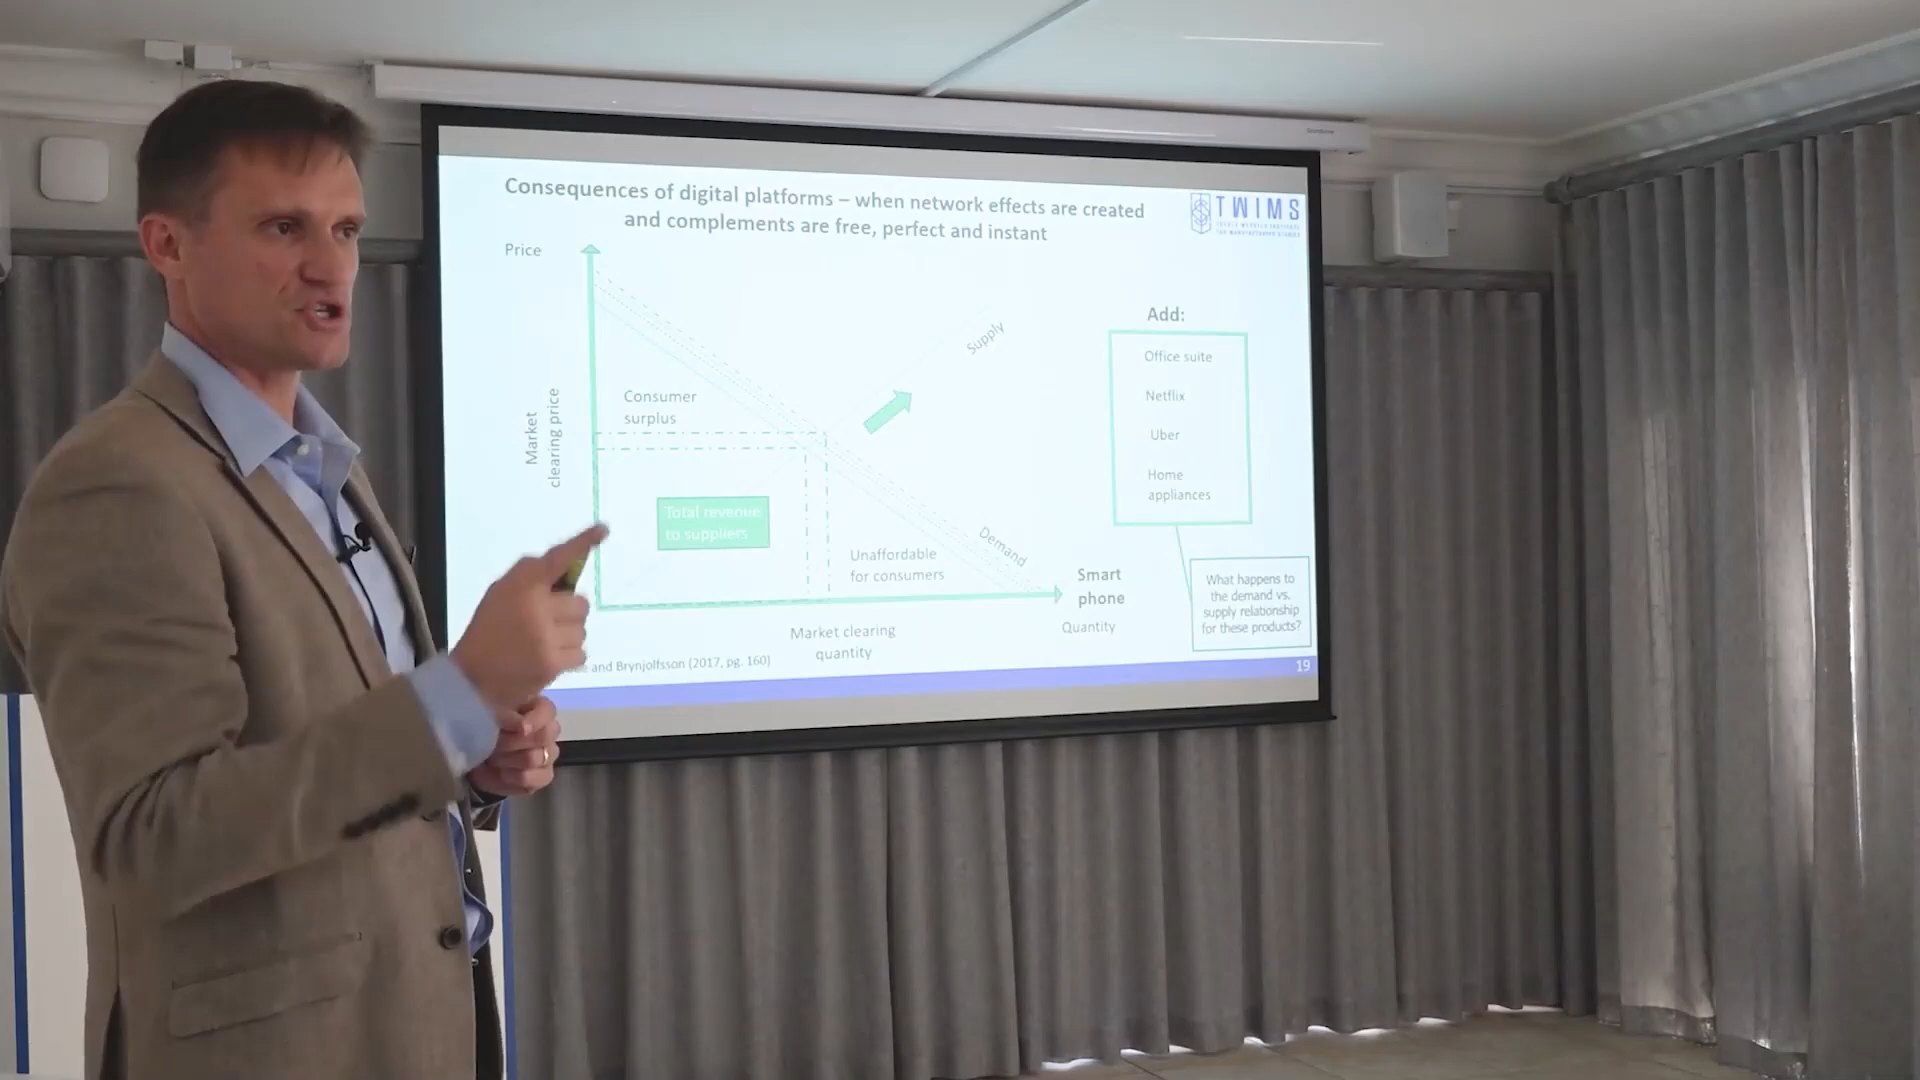 Consequences of digital platforms – when network effects are created
and complements are free, perfect and instant
TWIMS
Price
Supply
Add:
Office suite
Netflix
Uber
Home
appliances
Consumer
surplus
Market
clearing price
Total revenue
to suppliers
Unaffordable
for consumers
Demand
Smart
phone
Quantity
Market clearing
quantity
What happens to
the demand vs.
supply relationship
for these products?
and Brynjolfsson (2017, pg. 160)
19